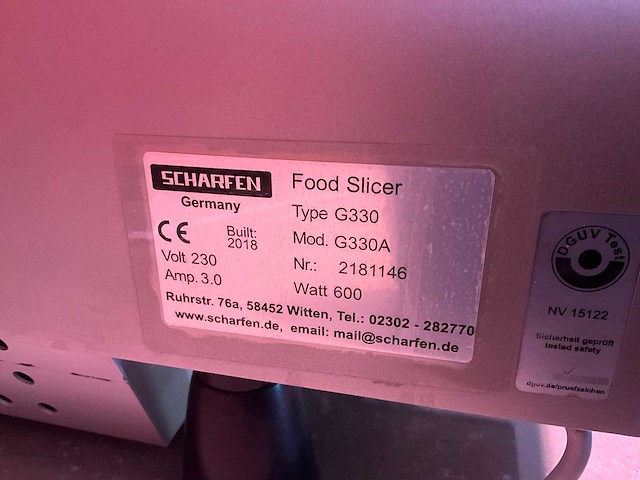 SCHARFEN
Germany
CE
Built:
2018
Volt 230
Amp. 3.0
Food Slicer
Type G330
Mod. G330A
Nr.: 2181146
Watt 600
Ruhrstr. 76a, 58452 Witten, Tel.: 02302 - 282770
www.scharfen.de, email: mail@scharfen.de
DGUV Test
NV 15122
Sicherheit geprüft
tested safety
dguv.de/pruefzeichen